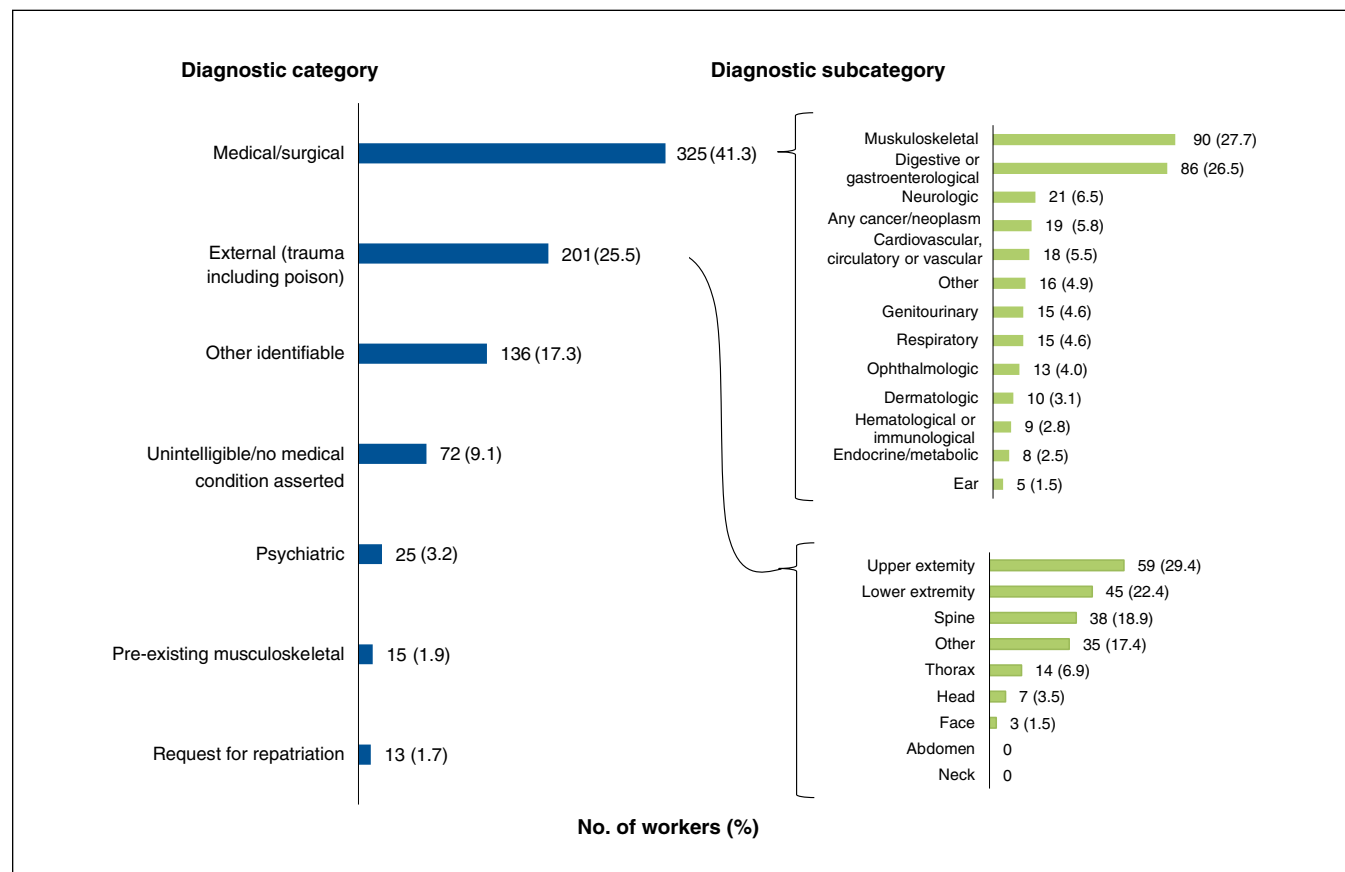 Diagnostic category
Medical/surgical
325 (41.3)
External (trauma
including poison)
201 (25.5)
Other identifiable
136 (17.3)
Unintelligible/no medical
condition asserted
72 (9.1)
Psychiatric
25 (3.2)
Pre-existing musculoskeletal
15 (1.9)
Request for repatriation
13 (1.7)
Diagnostic subcategory
Muskuloskeletal
90 (27.7)
Digestive or
gastroenterological
86 (26.5)
Neurologic
21 (6.5)
Any cancer/neoplasm
19 (5.8)
Cardiovascular,
circulatory or vascular
18 (5.5)
Other
16 (4.9)
Genitourinary
15 (4.6)
Respiratory
15 (4.6)
Ophthalmologic
13 (4.0)
Dermatologic
10 (3.1)
Hematological or
immunological
9 (2.8)
Endocrine/metabolic
8 (2.5)
Ear
5 (1.5)
Upper extemity
59 (29.4)
Lower extremity
45 (22.4)
Spine
38 (18.9)
Other
35 (17.4)
Thorax
14 (6.9)
Head
7 (3.5)
Face
3 (1.5)
Abdomen
0
Neck
0
No. of workers (%)